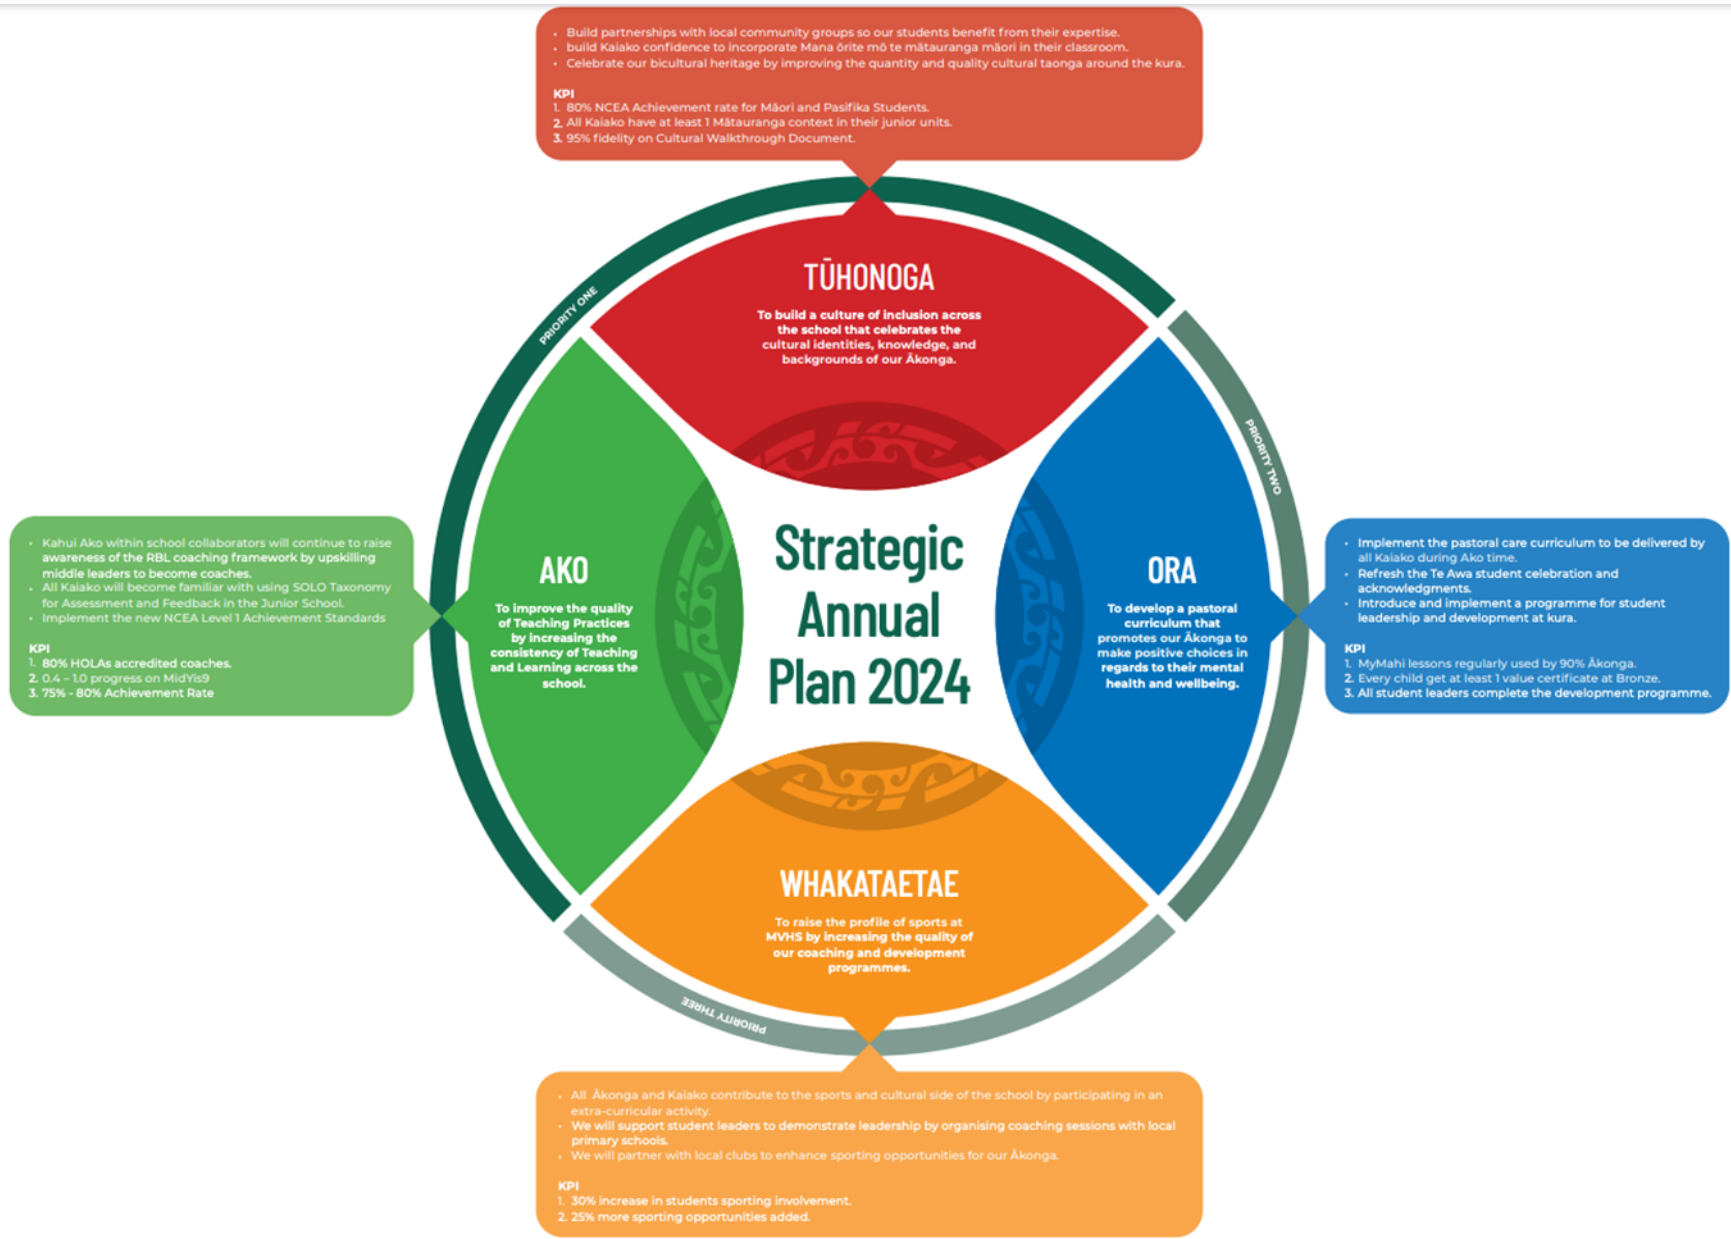 • Build partnerships with local community groups so our students benefit from their expertise.
• build Kaiako confidence to incorporate Mana ōrite mō te mātauranga māori in their classroom.
• Celebrate our bicultural heritage by improving the quantity and quality cultural taonga around the kura.
KPI
1. 80% NCEA Achievement rate for Māori and Pasifika Students.
2. All Kaiako have at least 1 Mātauranga context in their junior units.
3. 95% fidelity on Cultural Walkthrough Document.
PRIORITY ONE
TŪHONOGA
To build a culture of inclusion across
the school that celebrates the
cultural identities, knowledge, and
backgrounds of our Ākonga.
PRIORITY TWO
• Kahui Ako within school collaborators will continue to raise
awareness of the RBL coaching framework by upskilling
middle leaders to become coaches.
• All Kaiako will become familiar with using SOLO Taxonomy
for Assessment and Feedback in the Junior School.
• Implement the new NCEA Level 1 Achievement Standards
KPI
1. 80% HOLAs accredited coaches.
2. 0.4 – 1.0 progress on MidYis9
3. 75% - 80% Achievement Rate
AKO
To improve the quality
of Teaching Practices
by increasing the
consistency of Teaching
and Learning across the
school.
Strategic
Annual
Plan 2024
ORA
To develop a pastoral
curriculum that
promotes our Ākonga to
make positive choices in
regards to their mental
health and wellbeing.
• Implement the pastoral care curriculum to be delivered by
all Kaiako during Ako time.
• Refresh the Te Awa student celebration and
acknowledgments.
• Introduce and implement a programme for student
leadership and development at kura.
KPI
1. MyMahi lessons regularly used by 90% Ākonga.
2. Every child get at least 1 value certificate at Bronze.
3. All student leaders complete the development programme.
WHAKATAETAE
To raise the profile of sports at
MVHS by increasing the quality of
our coaching and development
programmes.
PRIORITY THREE
• All Ākonga and Kaiako contribute to the sports and cultural side of the school by participating in an
extra-curricular activity.
• We will support student leaders to demonstrate leadership by organising coaching sessions with local
primary schools.
• We will partner with local clubs to enhance sporting opportunities for our Ākonga.
KPI
1. 30% increase in students sporting involvement.
2. 25% more sporting opportunities added.